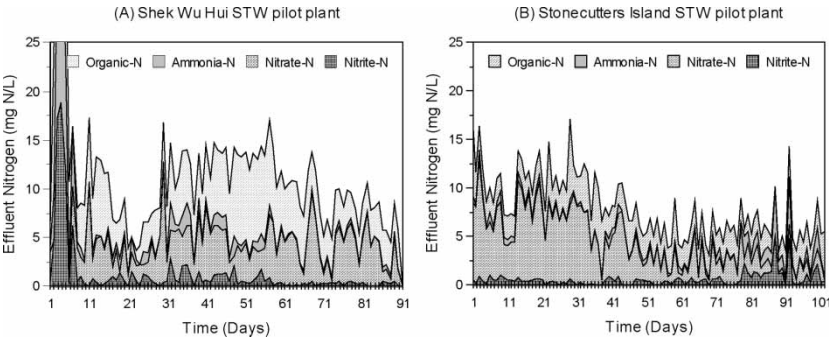 (A) Shek Wu Hui STW pilot plant
25
20
15
10
5
0
Effluent Nitrogen (mg N/L)
Organic-N Ammonia-N Nitrate-N Nitrite-N
1 11 21 31 41 51 61 71 81 91
Time (Days)
(B) Stonecutters Island STW pilot plant
25
20
15
10
5
0
Effluent Nitrogen (mg N/L)
Organic-N Ammonia-N Nitrate-N Nitrite-N
1 11 21 31 41 51 61 71 81 91 101
Time (Days)